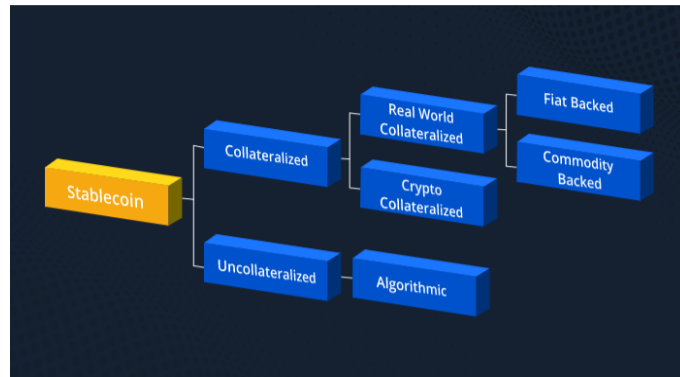 Stablecoin
Collateralized
Real World
Collateralized
Fiat Backed
Commodity
Backed
Crypto
Collateralized
Uncollateralized
Algorithmic